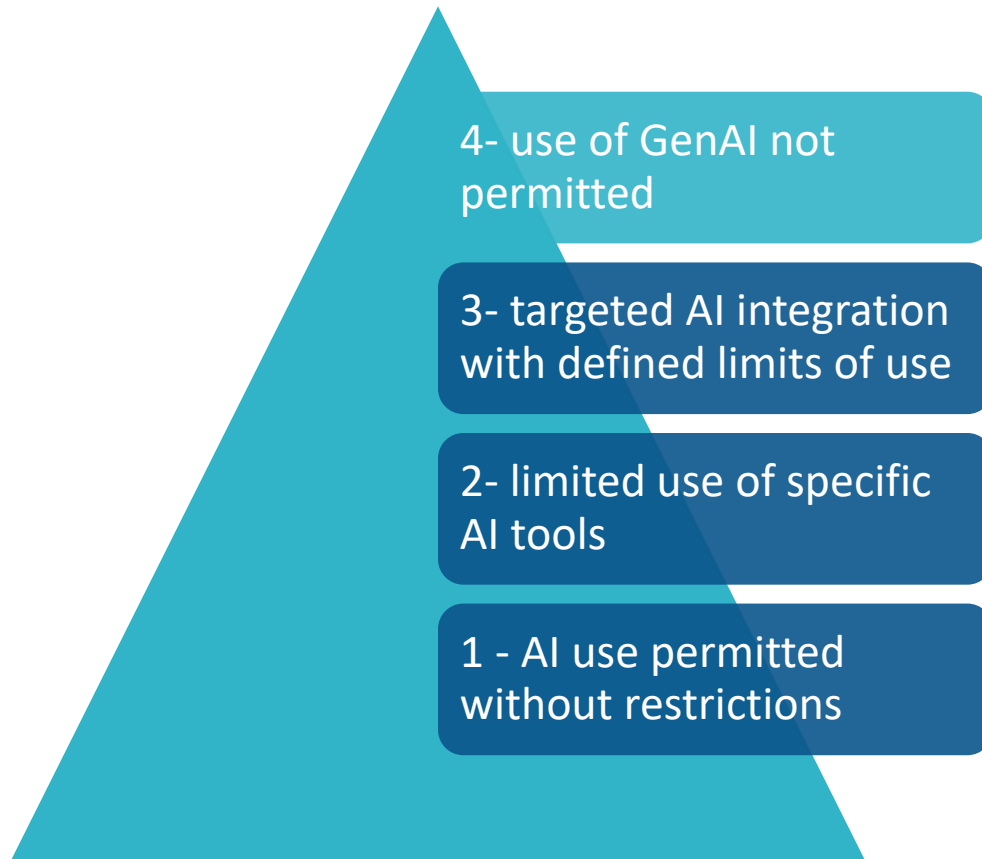 4- use of GenAI not
permitted
3- targeted AI integration
with defined limits of use
2- limited use of specific
AI tools
1 - AI use permitted
without restrictions